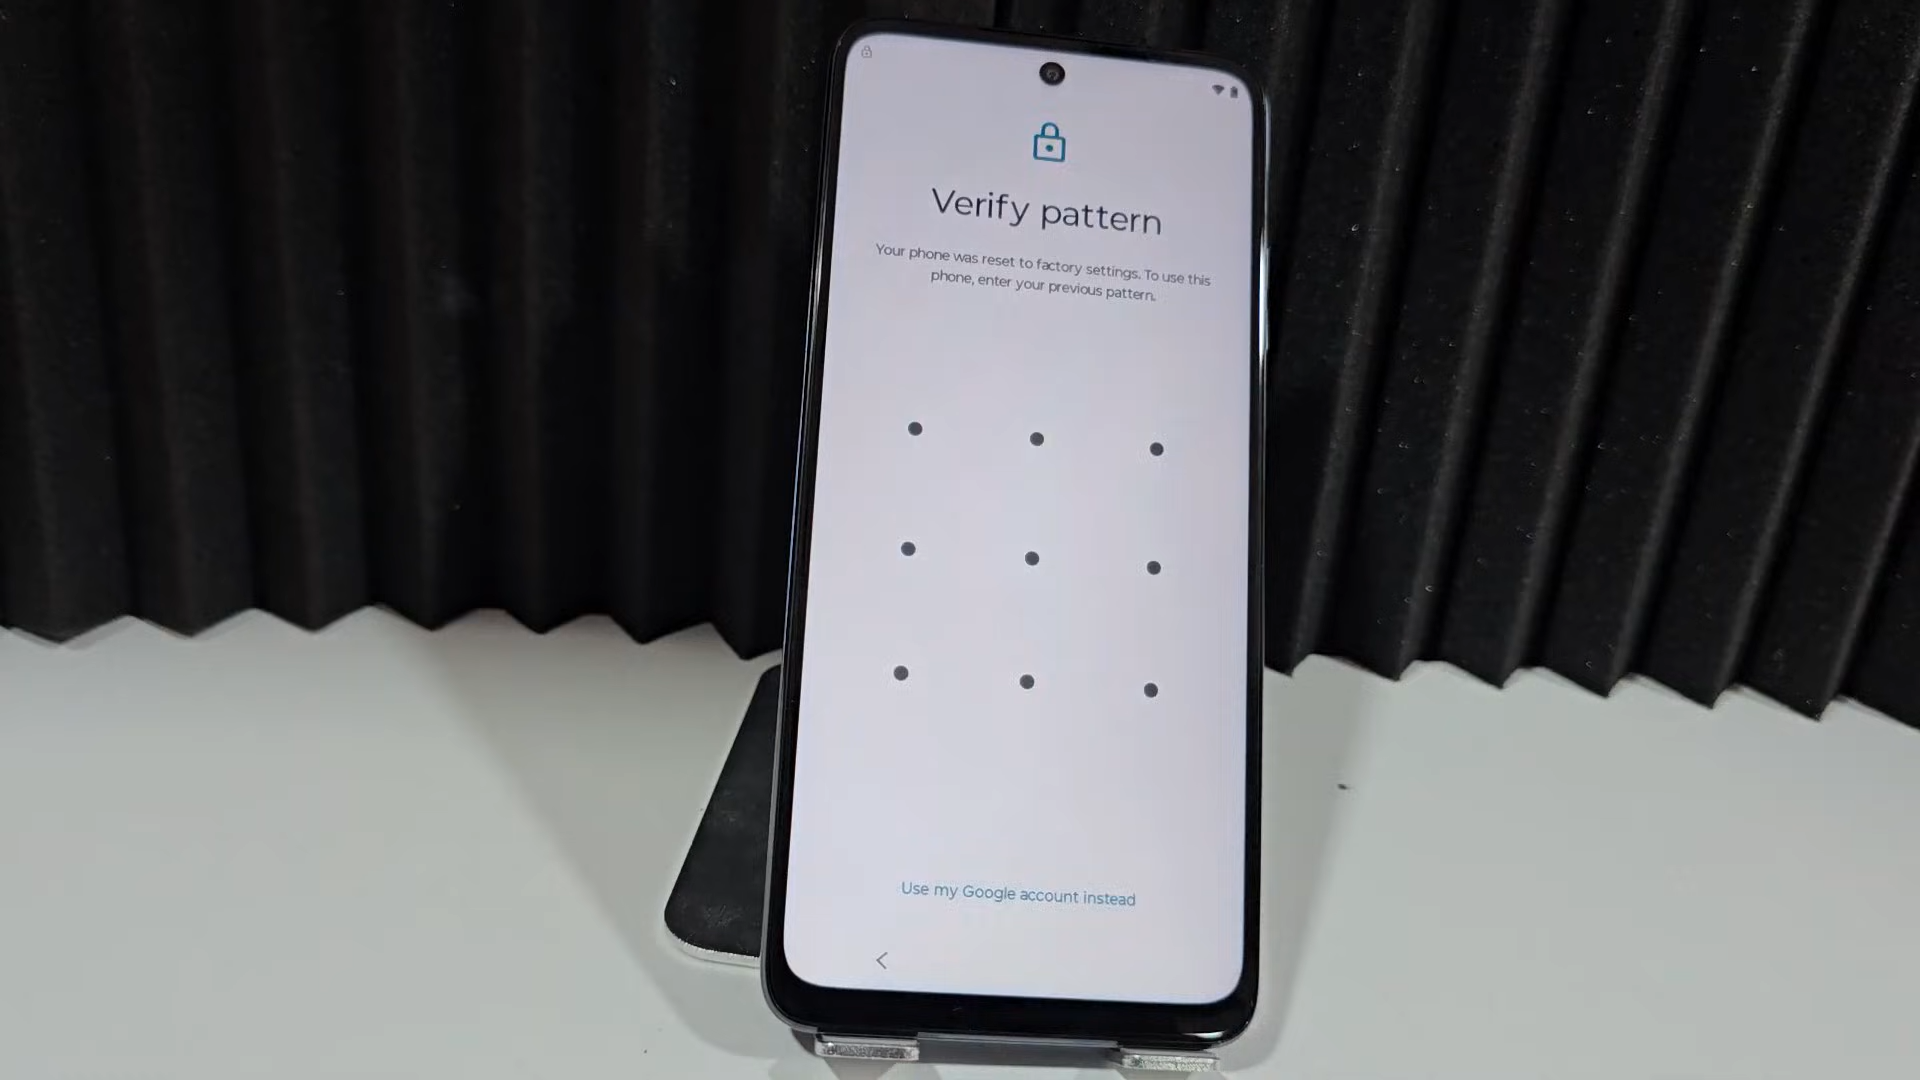 Verify pattern
Your phone was reset to factory settings. To use this
phone, enter your previous pattern.
Use my Google account instead